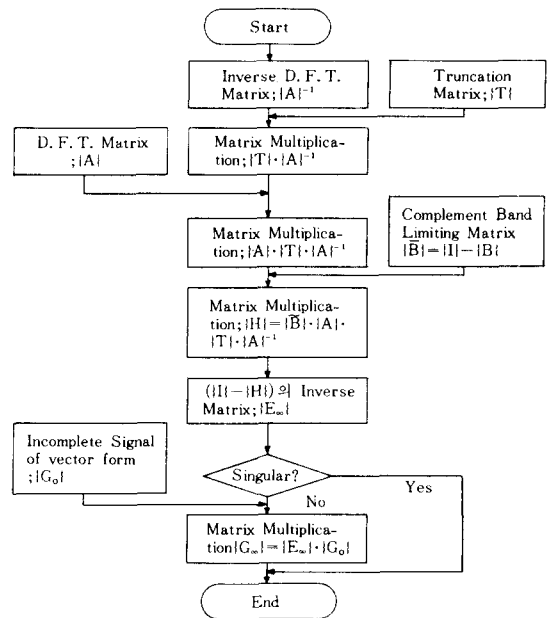 Start
Inverse D. F. T.
Matrix;|A|⁻¹
Truncation
Matrix;|T|
D. F. T. Matrix
;|A|
Matrix Multiplica-
tion;|T|·|A|⁻¹
Matrix Multiplica-
tion;|A|·|T|·|A|⁻¹
Complement Band
Limiting Matrix
|B̅|=|I|−|B|
Matrix Multiplica-
tion;|H|=|B̃|·|A|·
|T|·|A|⁻¹
(|I|−|H|)의 Inverse
Matrix;|E∞|
Incomplete Signal
of vector form
;|G₀|
Singular?
Yes
No
Matrix Multiplica-
tion|G∞|=|E∞|·|G₀|
End